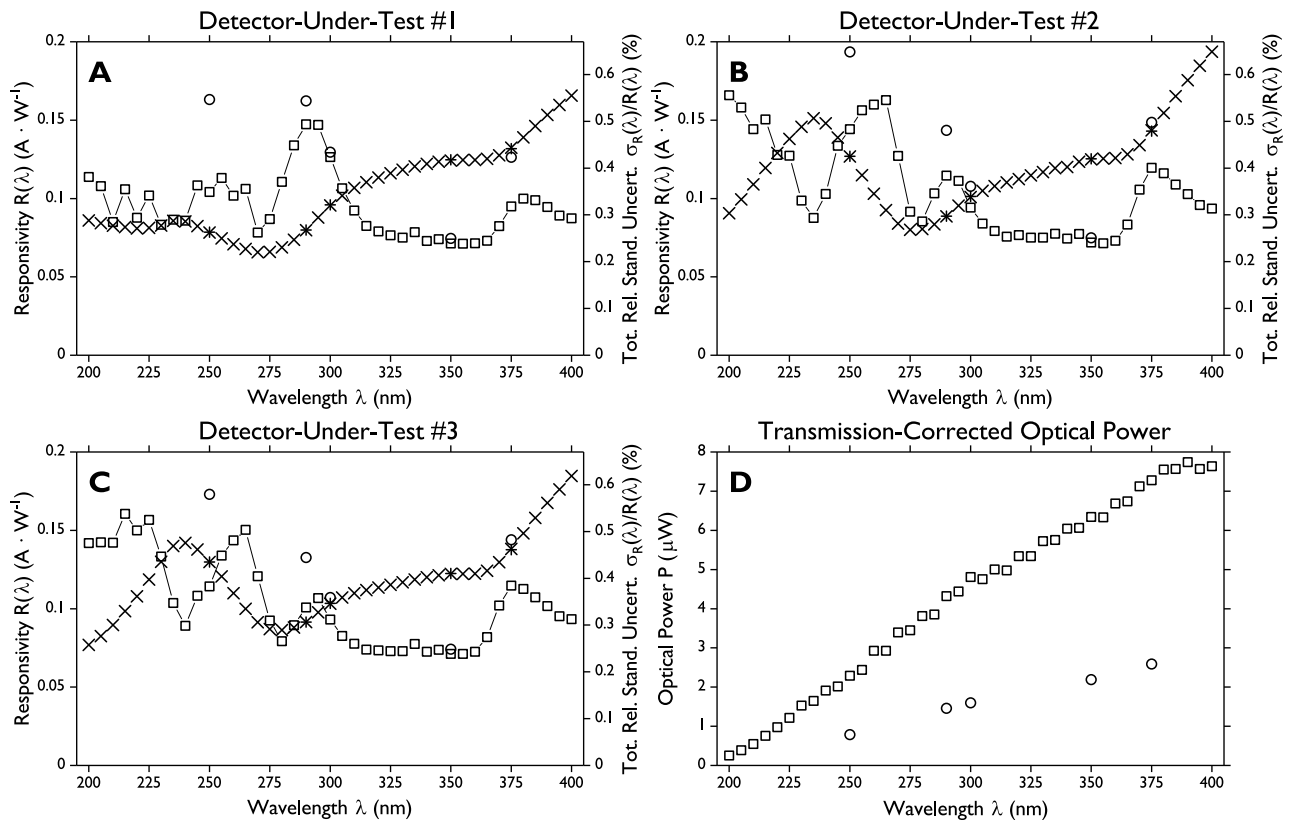 Detector-Under-Test #1
A
Responsivity R(λ) (A · W⁻¹)
0.2
0.15
0.1
0.05
0
Tot. Rel. Stand. Uncert. σR(λ)/R(λ) (%)
0.6
0.5
0.4
0.3
0.2
0.1
0
200 225 250 275 300 325 350 375 400
Wavelength λ (nm)
Detector-Under-Test #2
B
Responsivity R(λ) (A · W⁻¹)
0.2
0.15
0.1
0.05
0
Tot. Rel. Stand. Uncert. σR(λ)/R(λ) (%)
0.6
0.5
0.4
0.3
0.2
0.1
0
200 225 250 275 300 325 350 375 400
Wavelength λ (nm)
Detector-Under-Test #3
C
Responsivity R(λ) (A · W⁻¹)
0.2
0.15
0.1
0.05
0
Tot. Rel. Stand. Uncert. σR(λ)/R(λ) (%)
0.6
0.5
0.4
0.3
0.2
0.1
0
200 225 250 275 300 325 350 375 400
Wavelength λ (nm)
Transmission-Corrected Optical Power
D
Optical Power P (μW)
8
7
6
5
4
3
2
1
0
200 225 250 275 300 325 350 375 400
Wavelength λ (nm)